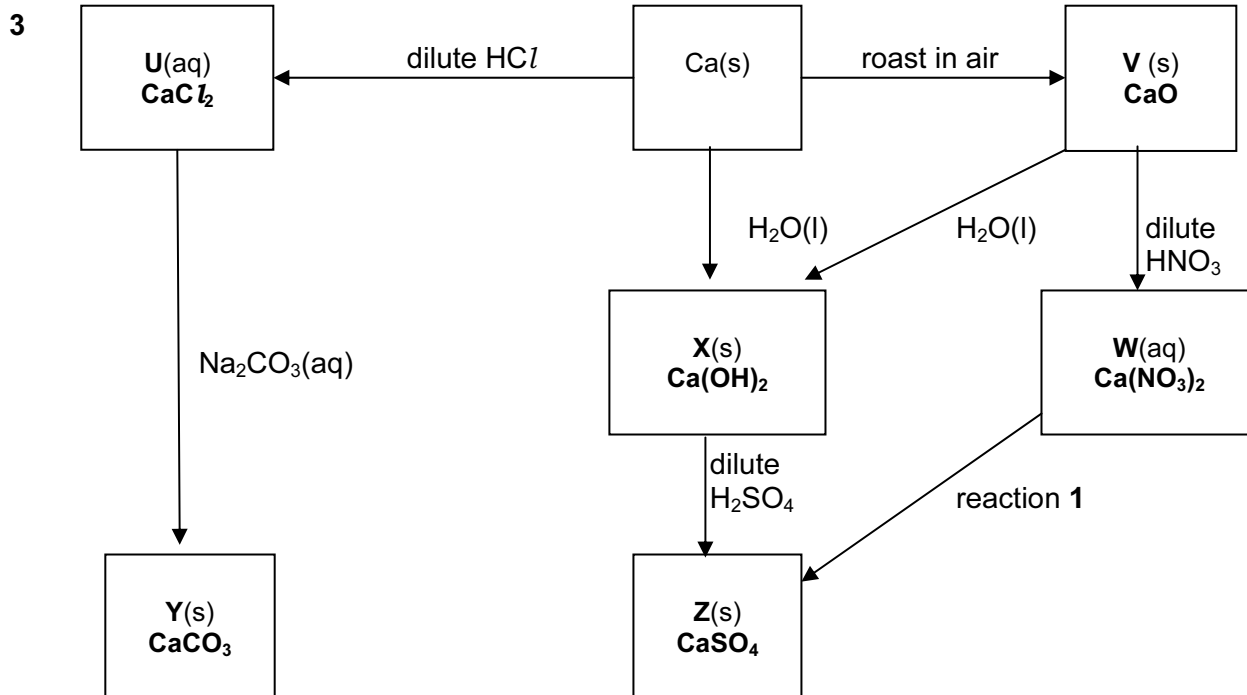 3
U(aq)
CaCl₂
dilute HCl
Ca(s)
roast in air
V (s)
CaO
H₂O(l)
H₂O(l)
dilute
HNO₃
Na₂CO₃(aq)
X(s)
Ca(OH)₂
W(aq)
Ca(NO₃)₂
dilute
H₂SO₄
reaction 1
Y(s)
CaCO₃
Z(s)
CaSO₄